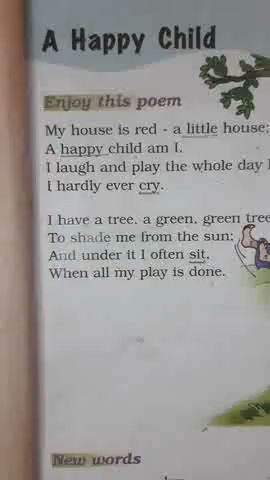 A Happy Child
Enjoy this poem
My house is red - a little house;
A happy child am I.
I laugh and play the whole day
I hardly ever cry.
I have a tree, a green, green tree
To shade me from the sun;
And under it I often sit,
When all my play is done.
New words